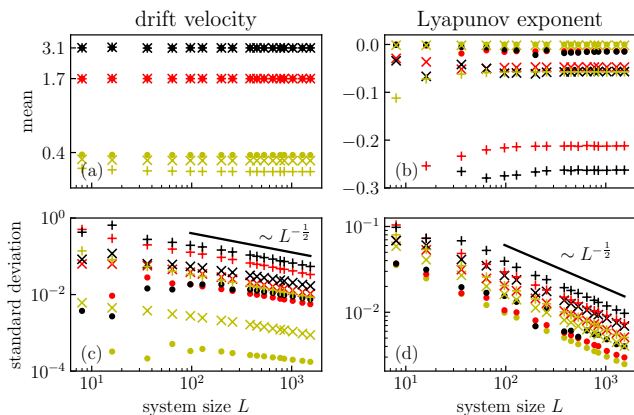 drift velocity
Lyapunov exponent
mean
3.1
1.7
0.4
(a)
0.0
−0.1
−0.2
−0.3
(b)
standard deviation
10^0
10^−2
10^−4
∼ L^−1/2
(c)
10^1
10^2
10^3
system size L
10^−1
10^−2
∼ L^−1/2
(d)
10^1
10^2
10^3
system size L